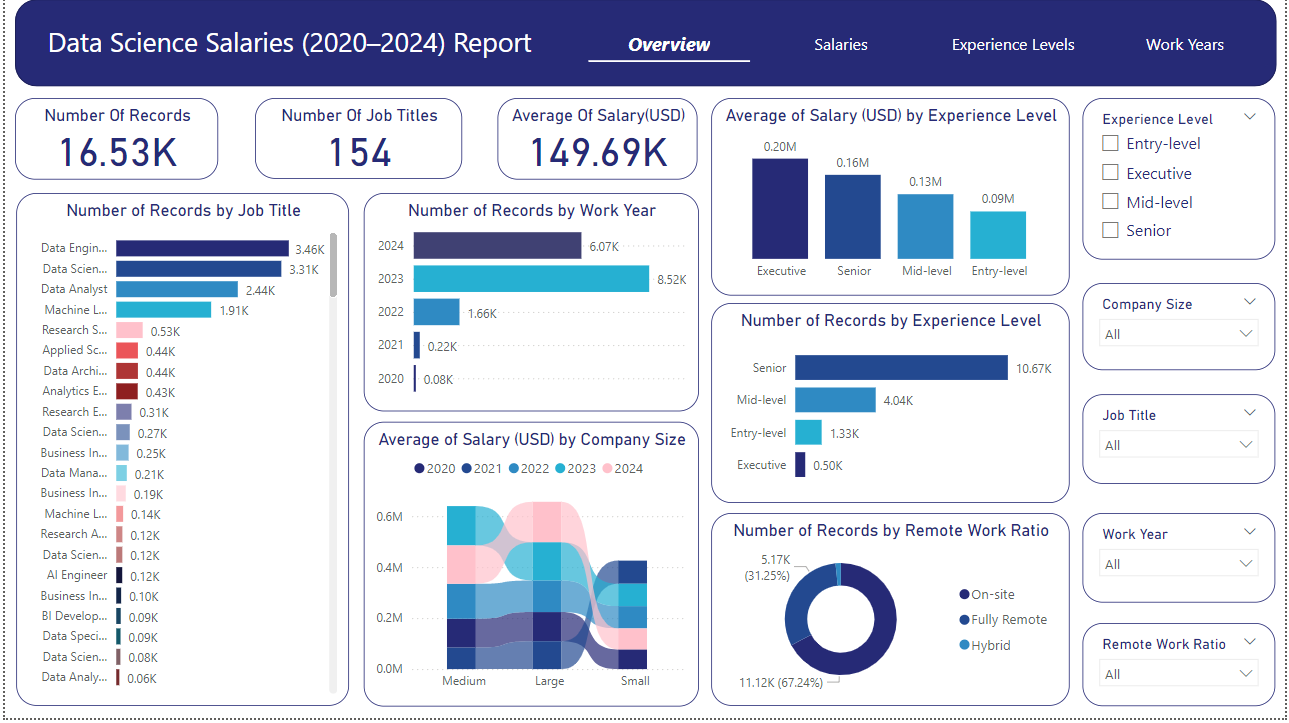 Data Science Salaries (2020–2024) Report
Overview
Salaries
Experience Levels
Work Years
Number Of Records
16.53K
Number Of Job Titles
154
Average Of Salary(USD)
149.69K
Number of Records by Job Title
Data Engin... 3.46K
Data Scien... 3.31K
Data Analyst 2.44K
Machine L... 1.91K
Research S... 0.53K
Applied Sc... 0.44K
Data Archi... 0.44K
Analytics E... 0.43K
Research E... 0.31K
Data Scien... 0.27K
Business In... 0.25K
Data Mana... 0.21K
Business In... 0.19K
Machine L... 0.14K
Research A... 0.12K
Data Scien... 0.12K
AI Engineer 0.12K
Business In... 0.10K
BI Develop... 0.09K
Data Speci... 0.09K
Data Scien... 0.08K
Data Analy... 0.06K
Number of Records by Work Year
2024 6.07K
2023 8.52K
2022 1.66K
2021 0.22K
2020 0.08K
Average of Salary (USD) by Company Size
2020 2021 2022 2023 2024
0.6M
0.4M
0.2M
0.0M
Medium Large Small
Average of Salary (USD) by Experience Level
0.20M
0.16M
0.13M
0.09M
Executive Senior Mid-level Entry-level
Number of Records by Experience Level
Senior 10.67K
Mid-level 4.04K
Entry-level 1.33K
Executive 0.50K
Number of Records by Remote Work Ratio
5.17K
(31.25%)
11.12K (67.24%)
On-site
Fully Remote
Hybrid
Experience Level
Entry-level
Executive
Mid-level
Senior
Company Size
All
Job Title
All
Work Year
All
Remote Work Ratio
All